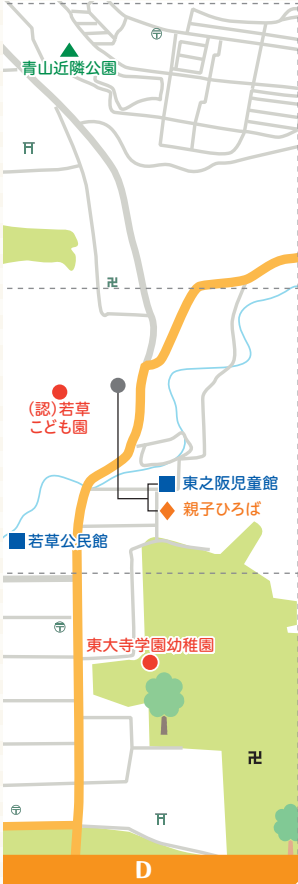 青山近隣公園
(認)若草
こども園
東之阪児童館
親子ひろば
若草公民館
東大寺学園幼稚園
D